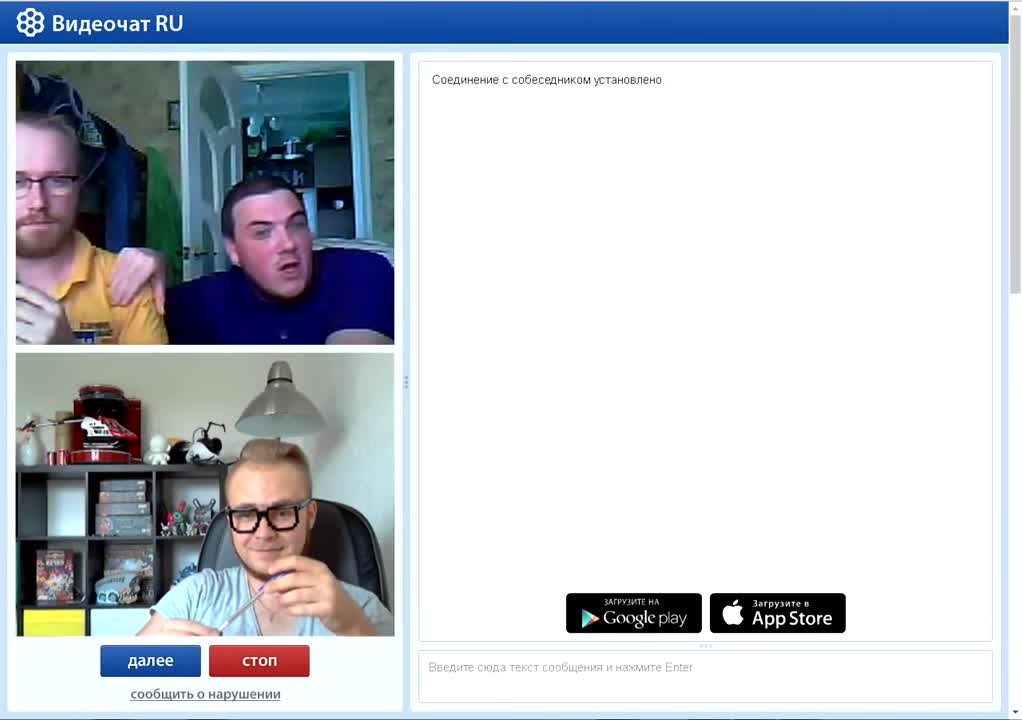 Видеочат RU
Соединение с собеседником установлено.
ЗАГРУЗИТЕ НА
Google play
Загрузите в
App Store
далее
стоп
сообщить о нарушении
Введите сюда текст сообщения и нажмите Enter